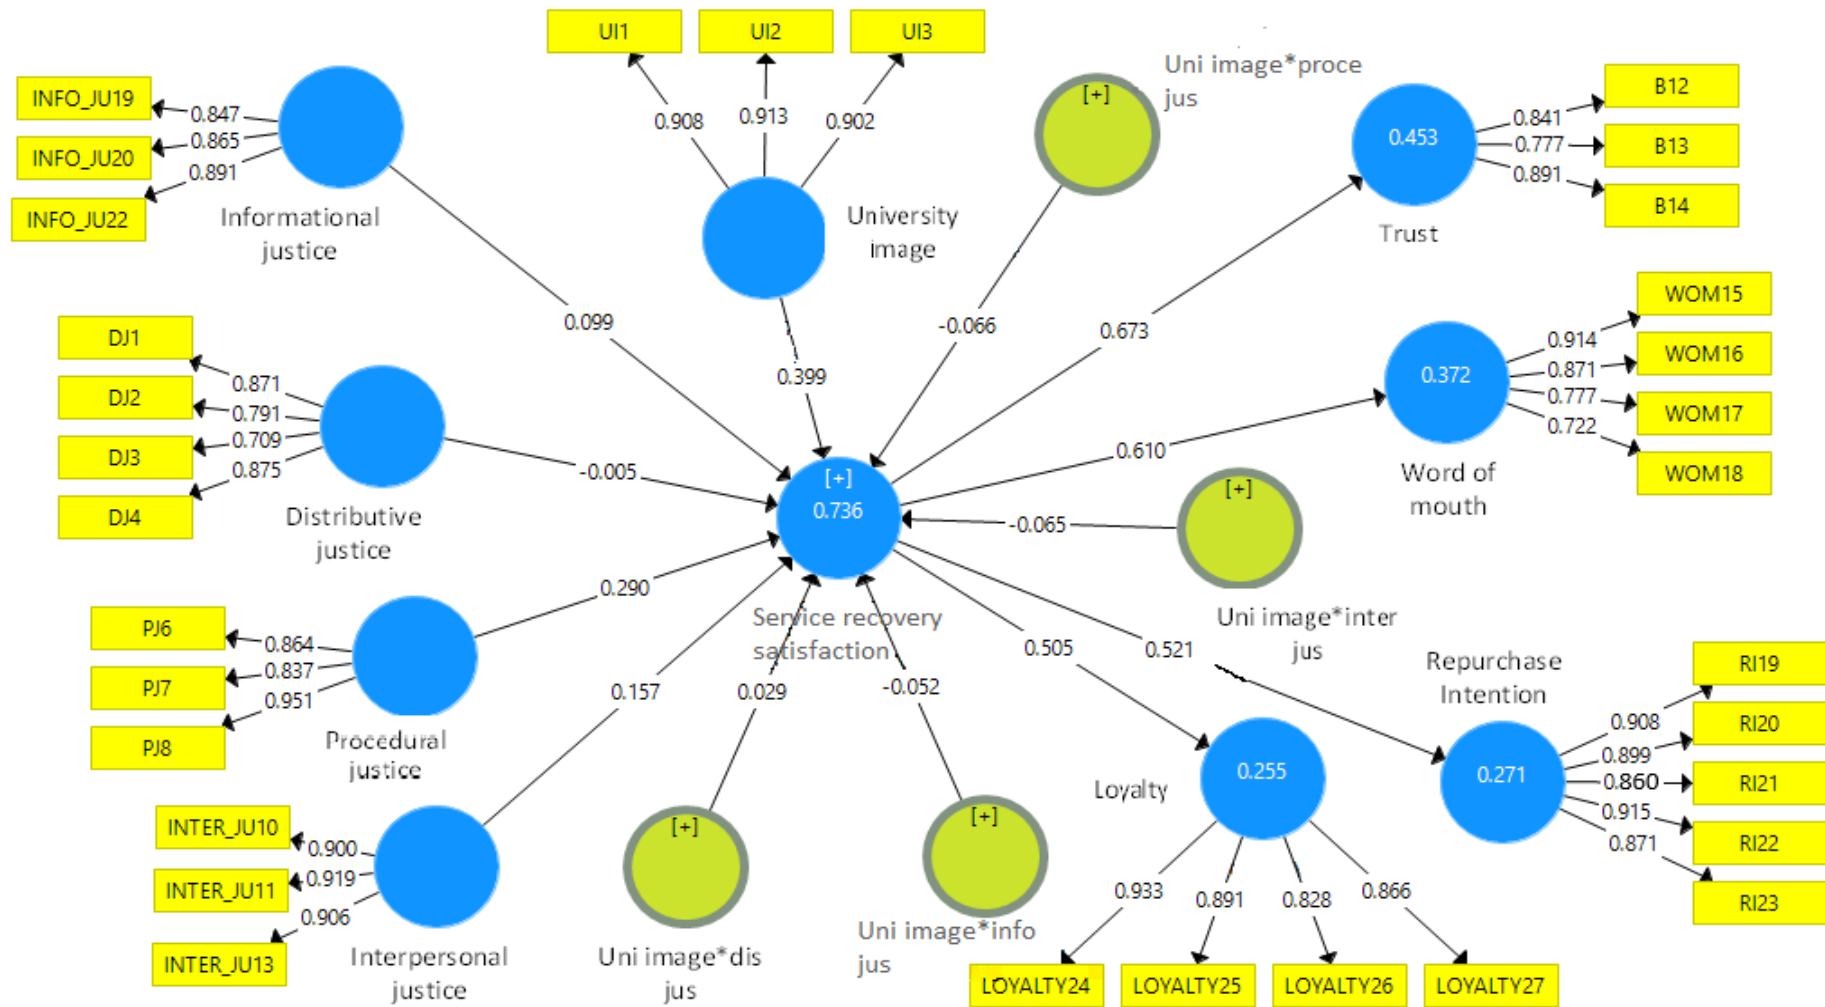 UI1
UI2
UI3
0.908
0.913
0.902
University
image
0.399
INFO_JU19
INFO_JU20
INFO_JU22
0.847
0.865
0.891
Informational
justice
0.099
[+]
Uni image*proce
jus
-0.066
0.453
Trust
0.841
0.777
0.891
B12
B13
B14
0.673
DJ1
DJ2
DJ3
DJ4
0.871
0.791
0.709
0.875
Distributive
justice
-0.005
[+]
0.736
Service recovery
satisfaction
0.372
Word of
mouth
0.914
0.871
0.777
0.722
WOM15
WOM16
WOM17
WOM18
0.610
[+]
Uni image*inter
jus
-0.065
PJ6
PJ7
PJ8
0.864
0.837
0.951
Procedural
justice
0.290
INTER_JU10
INTER_JU11
INTER_JU13
0.900
0.919
0.906
Interpersonal
justice
0.157
[+]
Uni image*dis
jus
0.029
[+]
Uni image*info
jus
-0.052
0.505
0.255
Loyalty
0.933
0.891
0.828
0.866
LOYALTY24
LOYALTY25
LOYALTY26
LOYALTY27
0.521
Repurchase
Intention
0.271
0.908
0.899
0.860
0.915
0.871
RI19
RI20
RI21
RI22
RI23